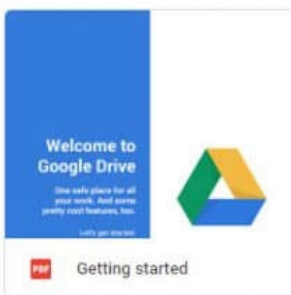 Welcome to
Google Drive
One safe place for all
your work. And some
pretty cool features, too.
Let's get started
PDF
Getting started